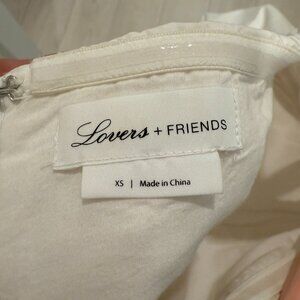 Lovers + FRIENDS
XS | Made in China